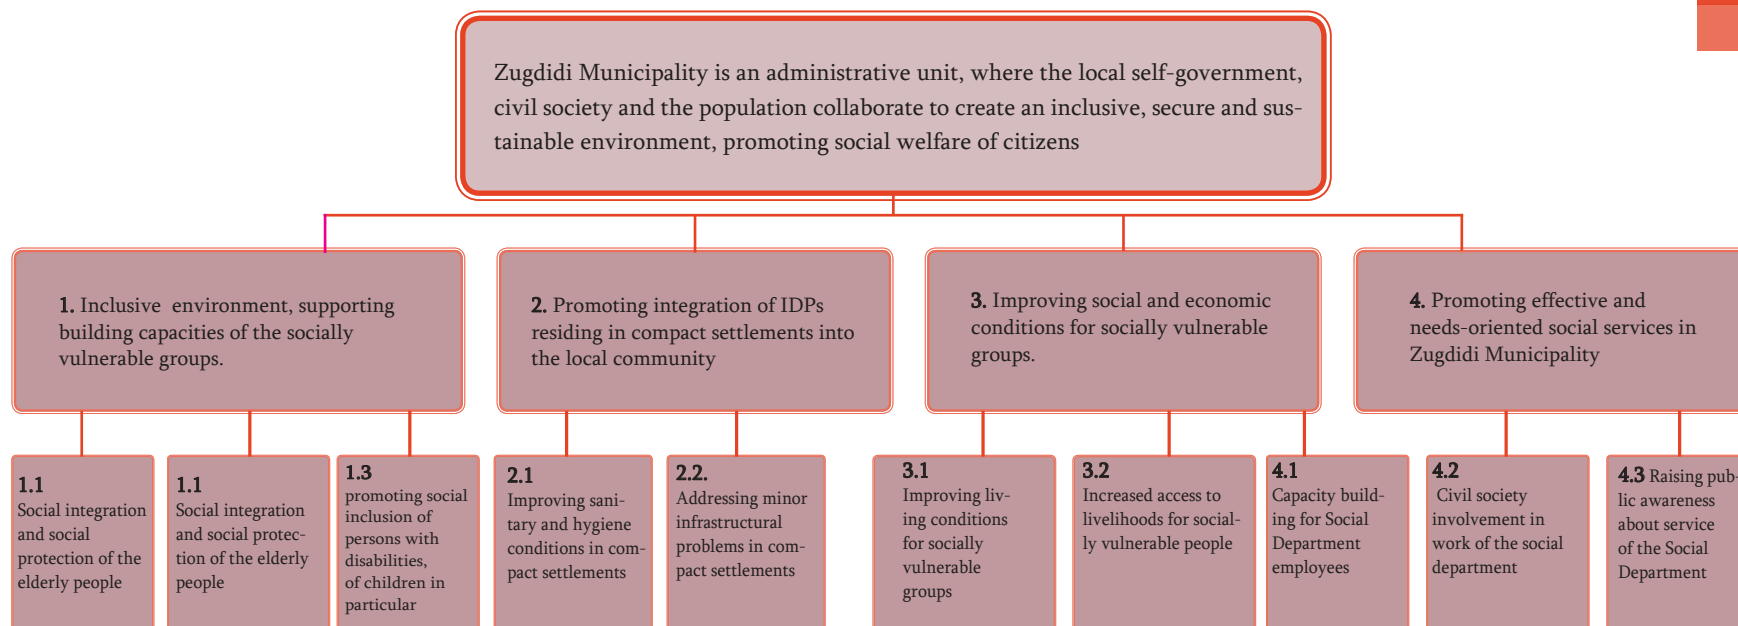 Zugdidi Municipality is an administrative unit, where the local self-government,
civil society and the population collaborate to create an inclusive, secure and sus-
tainable environment, promoting social welfare of citizens
1. Inclusive environment, supporting
building capacities of the socially
vulnerable groups.
2. Promoting integration of IDPs
residing in compact settlements into
the local community
3. Improving social and economic
conditions for socially vulnerable
groups.
4. Promoting effective and
needs-oriented social services in
Zugdidi Municipality
1.1
Social integration
and social
protection of the
elderly people
1.1
Social integration
and social protec-
tion of the elderly
people
1.3
promoting social
inclusion of
persons with
disabilities,
of children in
particular
2.1
Improving sani-
tary and hygiene
conditions in com-
pact settlements
2.2.
Addressing minor
infrastructural
problems in com-
pact settlements
3.1
Improving liv-
ing conditions
for socially
vulnerable
groups
3.2
Increased access to
livelihoods for social-
ly vulnerable people
4.1
Capacity build-
ing for Social
Department
employees
4.2
Civil society
involvement in
work of the social
department
4.3 Raising pub-
lic awareness
about service
of the Social
Department